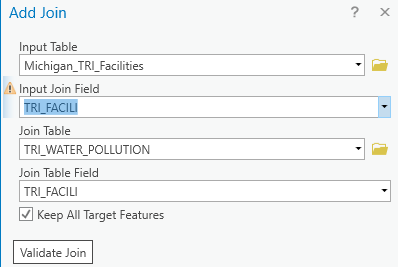 Add Join
? ×
Input Table
Michigan_TRI_Facilities
Input Join Field
TRI_FACILI
Join Table
TRI_WATER_POLLUTION
Join Table Field
TRI_FACILI
Keep All Target Features
Validate Join